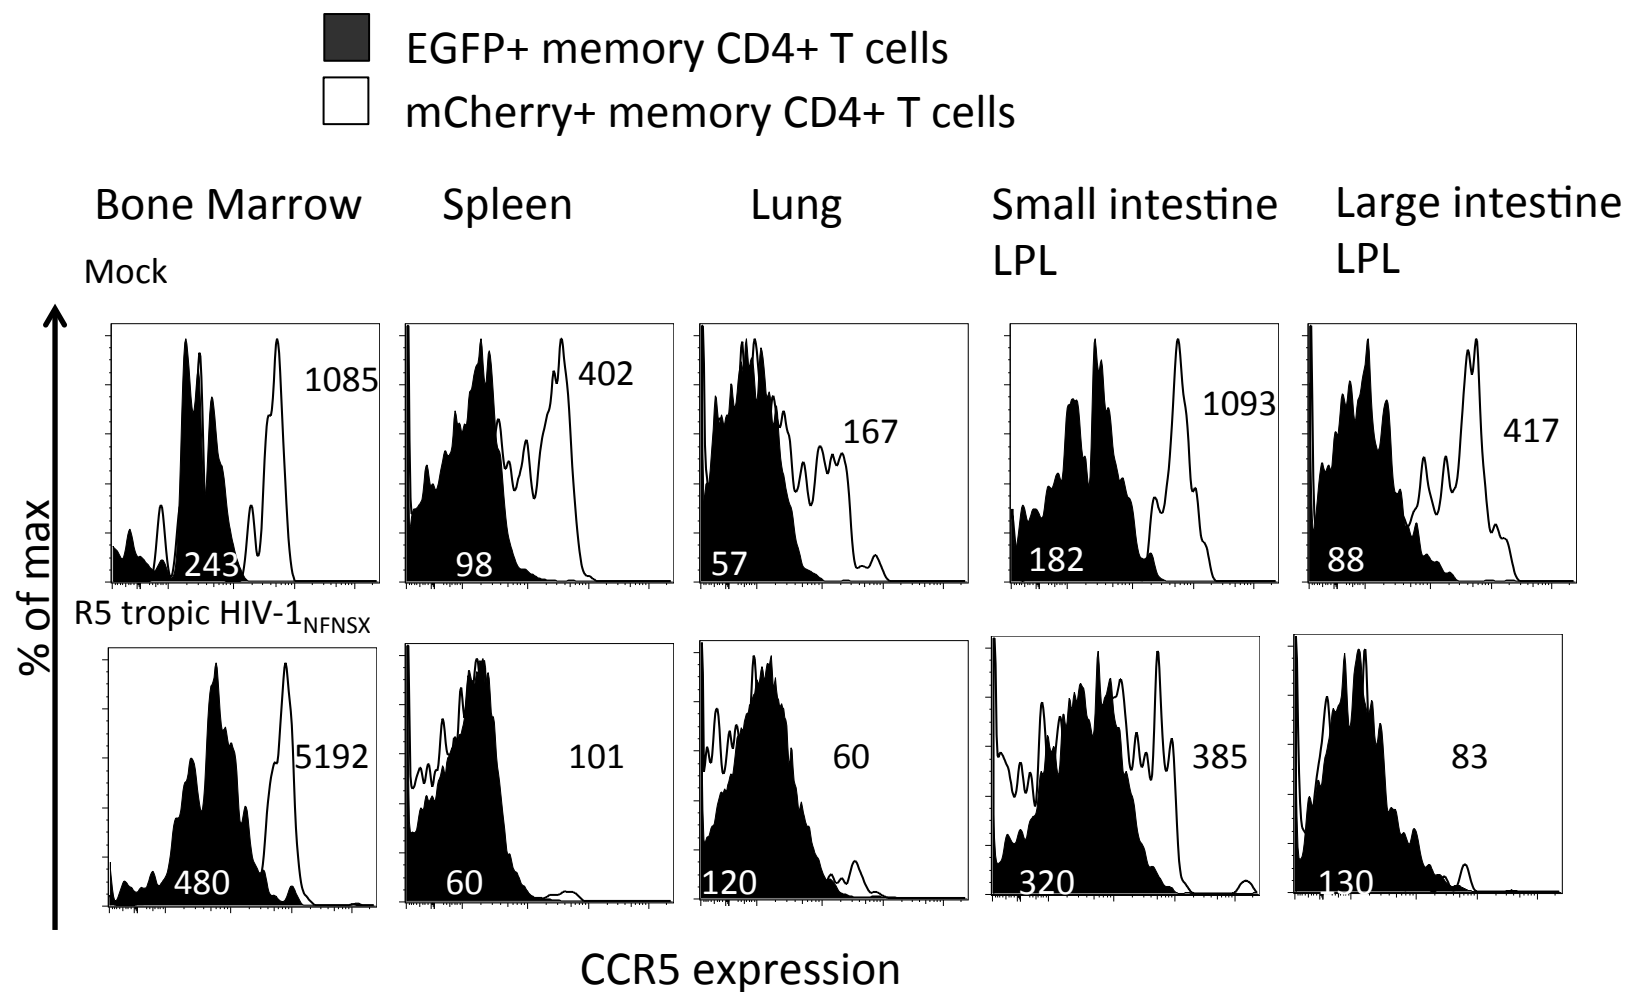 EGFP+ memory CD4+ T cells
mCherry+ memory CD4+ T cells
Bone Marrow
Spleen
Lung
Small intestine
LPL
Large intestine
LPL
Mock
1085
243
402
98
167
57
1093
182
417
88
% of max
R5 tropic HIV-1NFNSX
5192
480
101
60
60
120
385
320
83
130
CCR5 expression